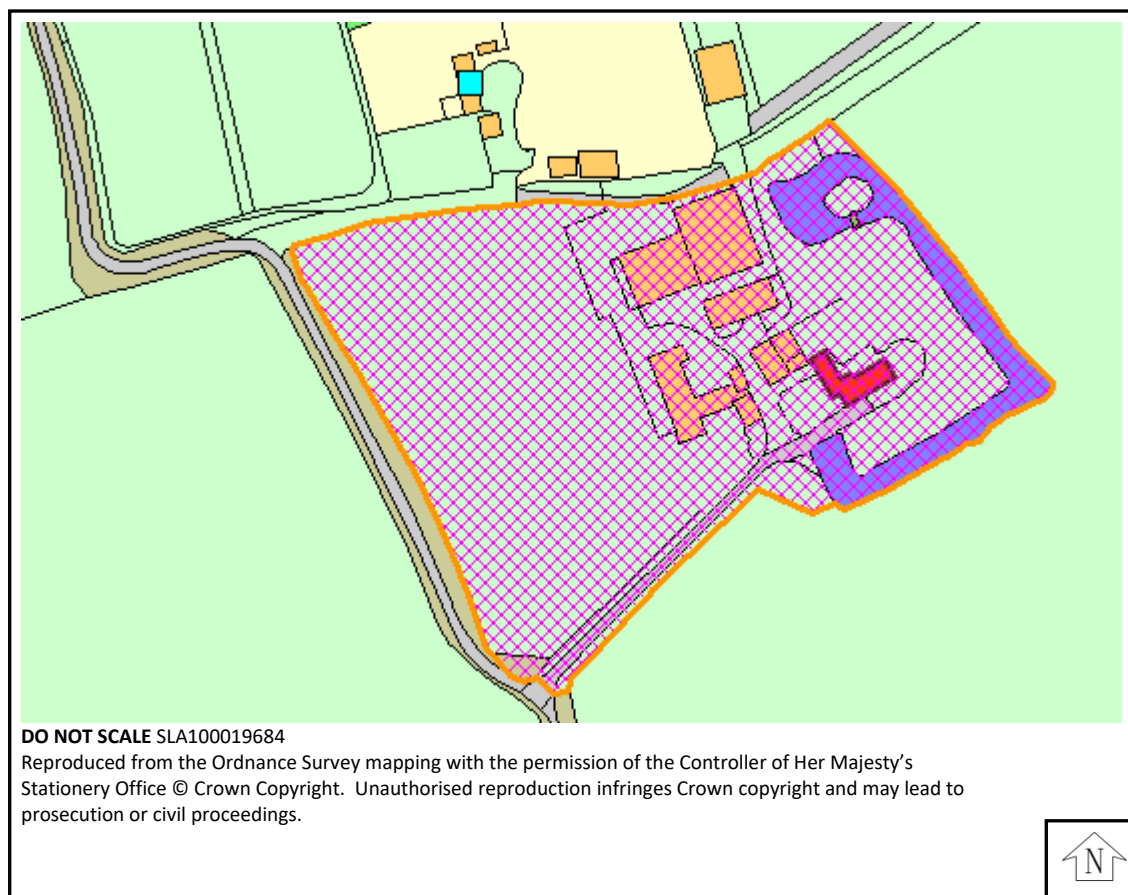 DO NOT SCALE SLA100019684
Reproduced from the Ordnance Survey mapping with the permission of the Controller of Her Majesty’s
Stationery Office © Crown Copyright.  Unauthorised reproduction infringes Crown copyright and may lead to
prosecution or civil proceedings.
N